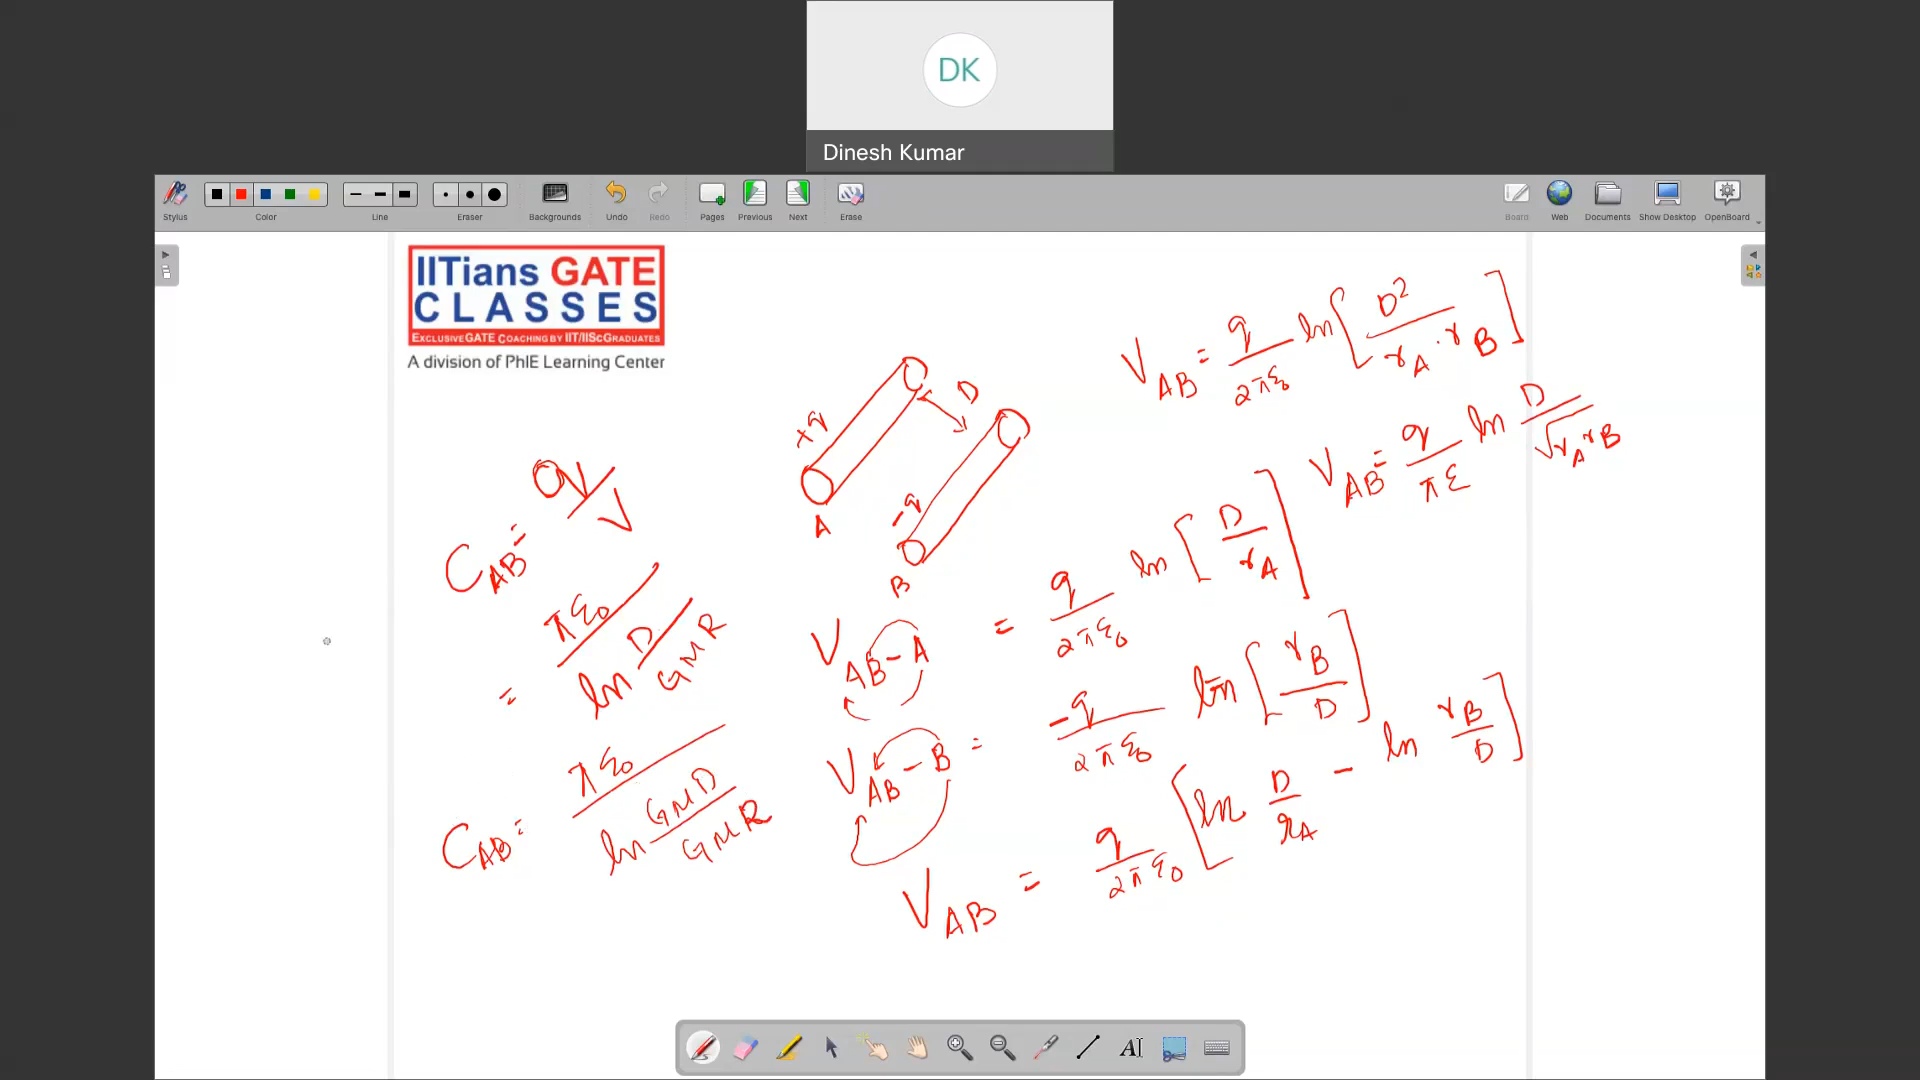 DK
Dinesh Kumar
Stylus
Color
Line
Eraser
Backgrounds
Undo
Redo
Pages
Previous
Next
Erase
Board
Web
Documents
Show Desktop
OpenBoard
IITians GATE
CLASSES
EXCLUSIVE GATE COACHING BY IIT/IISc GRADUATES
A division of PhIE Learning Center
+q
D
A
-q
B
V_AB = q/2πε₀ ln[D²/r_A.r_B]
V_AB = q/πε ln D/√r_A r_B
C_AB = Q/V
= πε₀/ln D/GMR
C_AB = πε₀/ln GMD/GMR
V_AB-A = q/2πε₀ ln[D/r_A]
V_AB-B = -q/2πε₀ ln[r_B/D]
V_AB = q/2πε₀ [ln D/r_A - ln r_B/D]
AI